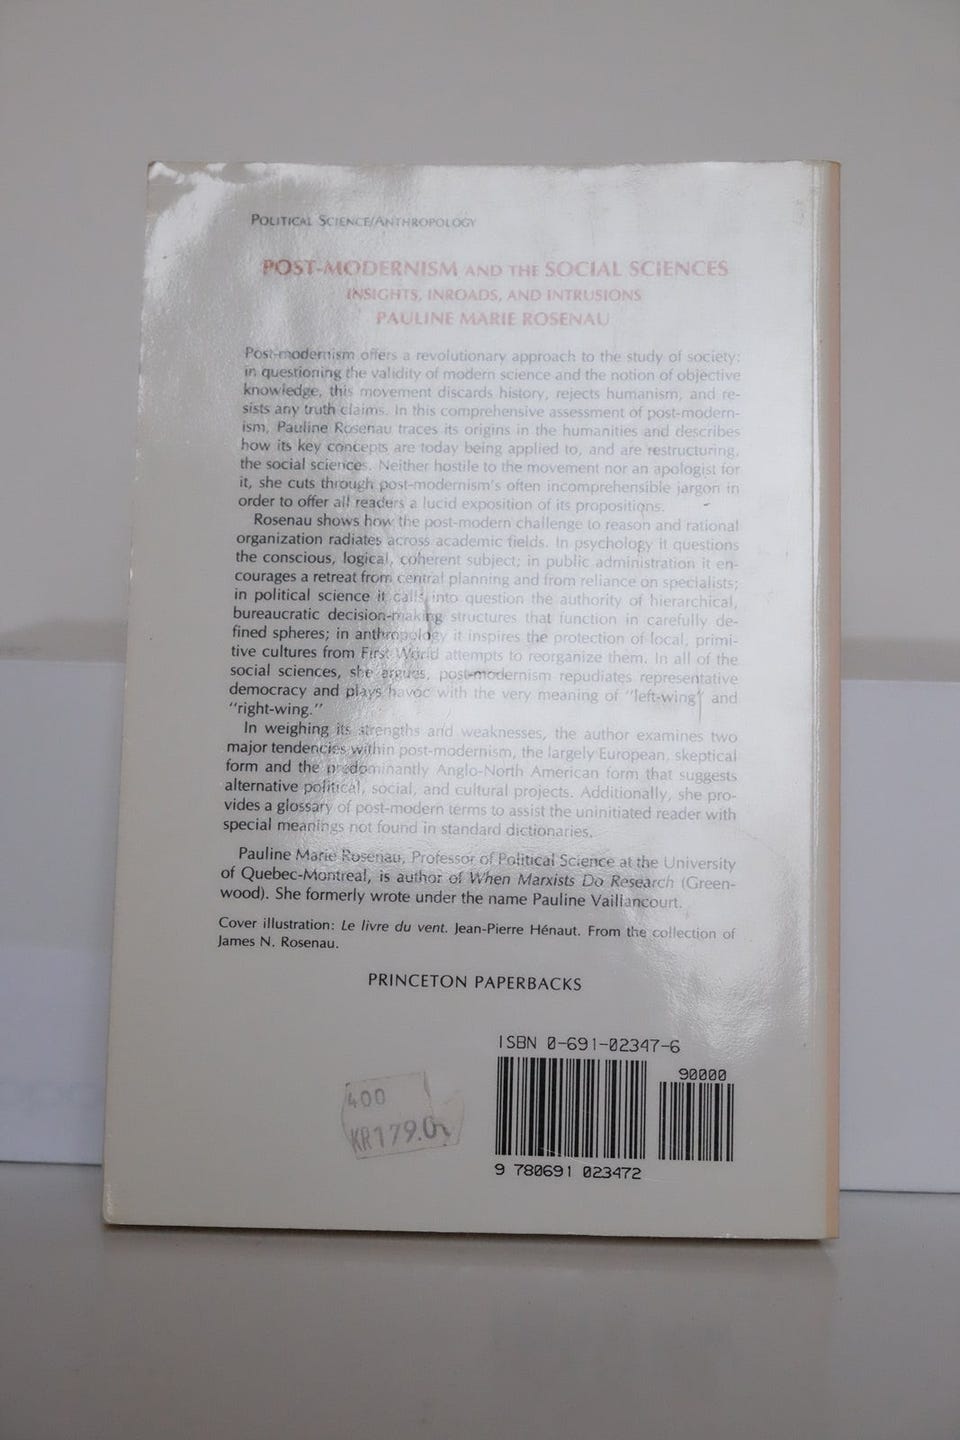 POLITICAL SCIENCE/ANTHROPOLOGY
POST-MODERNISM AND THE SOCIAL SCIENCES
INSIGHTS, INROADS, AND INTRUSIONS
PAULINE MARIE ROSENAU
Post-modernism offers a revolutionary approach to the study of society:
in questioning the validity of modern science and the notion of objective
knowledge, this movement discards history, rejects humanism, and re-
sists any truth claims. In this comprehensive assessment of post-modern-
ism, Pauline Rosenau traces its origins in the humanities and describes
how its key concepts are today being applied to, and are restructuring,
the social sciences. Neither hostile to the movement nor an apologist for
it, she cuts through post-modernism's often incomprehensible jargon in
order to offer all readers a lucid exposition of its propositions.
Rosenau shows how the post-modern challenge to reason and rational
organization radiates across academic fields. In psychology it questions
the conscious, logical, coherent subject; in public administration it en-
courages a retreat from central planning and from reliance on specialists;
in political science it calls into question the authority of hierarchical,
bureaucratic decision-making structures that function in carefully de-
fined spheres; in anthropology it inspires the protection of local, primi-
tive cultures from First World attempts to reorganize them. In all of the
social sciences, she argues, post-modernism repudiates representative
democracy and plays havoc with the very meaning of "left-wing" and
"right-wing."
In weighing its strengths and weaknesses, the author examines two
major tendencies within post-modernism, the largely European, skeptical
form and the predominantly Anglo-North American form that suggests
alternative political, social, and cultural projects. Additionally, she pro-
vides a glossary of post-modern terms to assist the uninitiated reader with
special meanings not found in standard dictionaries.
Pauline Marie Rosenau, Professor of Political Science at the University
of Quebec-Montreal, is author of When Marxists Do Research (Green-
wood). She formerly wrote under the name Pauline Vaillancourt.
Cover illustration: Le livre du vent. Jean-Pierre Hénaut. From the collection of
James N. Rosenau.
PRINCETON PAPERBACKS
ISBN 0-691-02347-6
90000
9 780691 023472
400
KR179.0